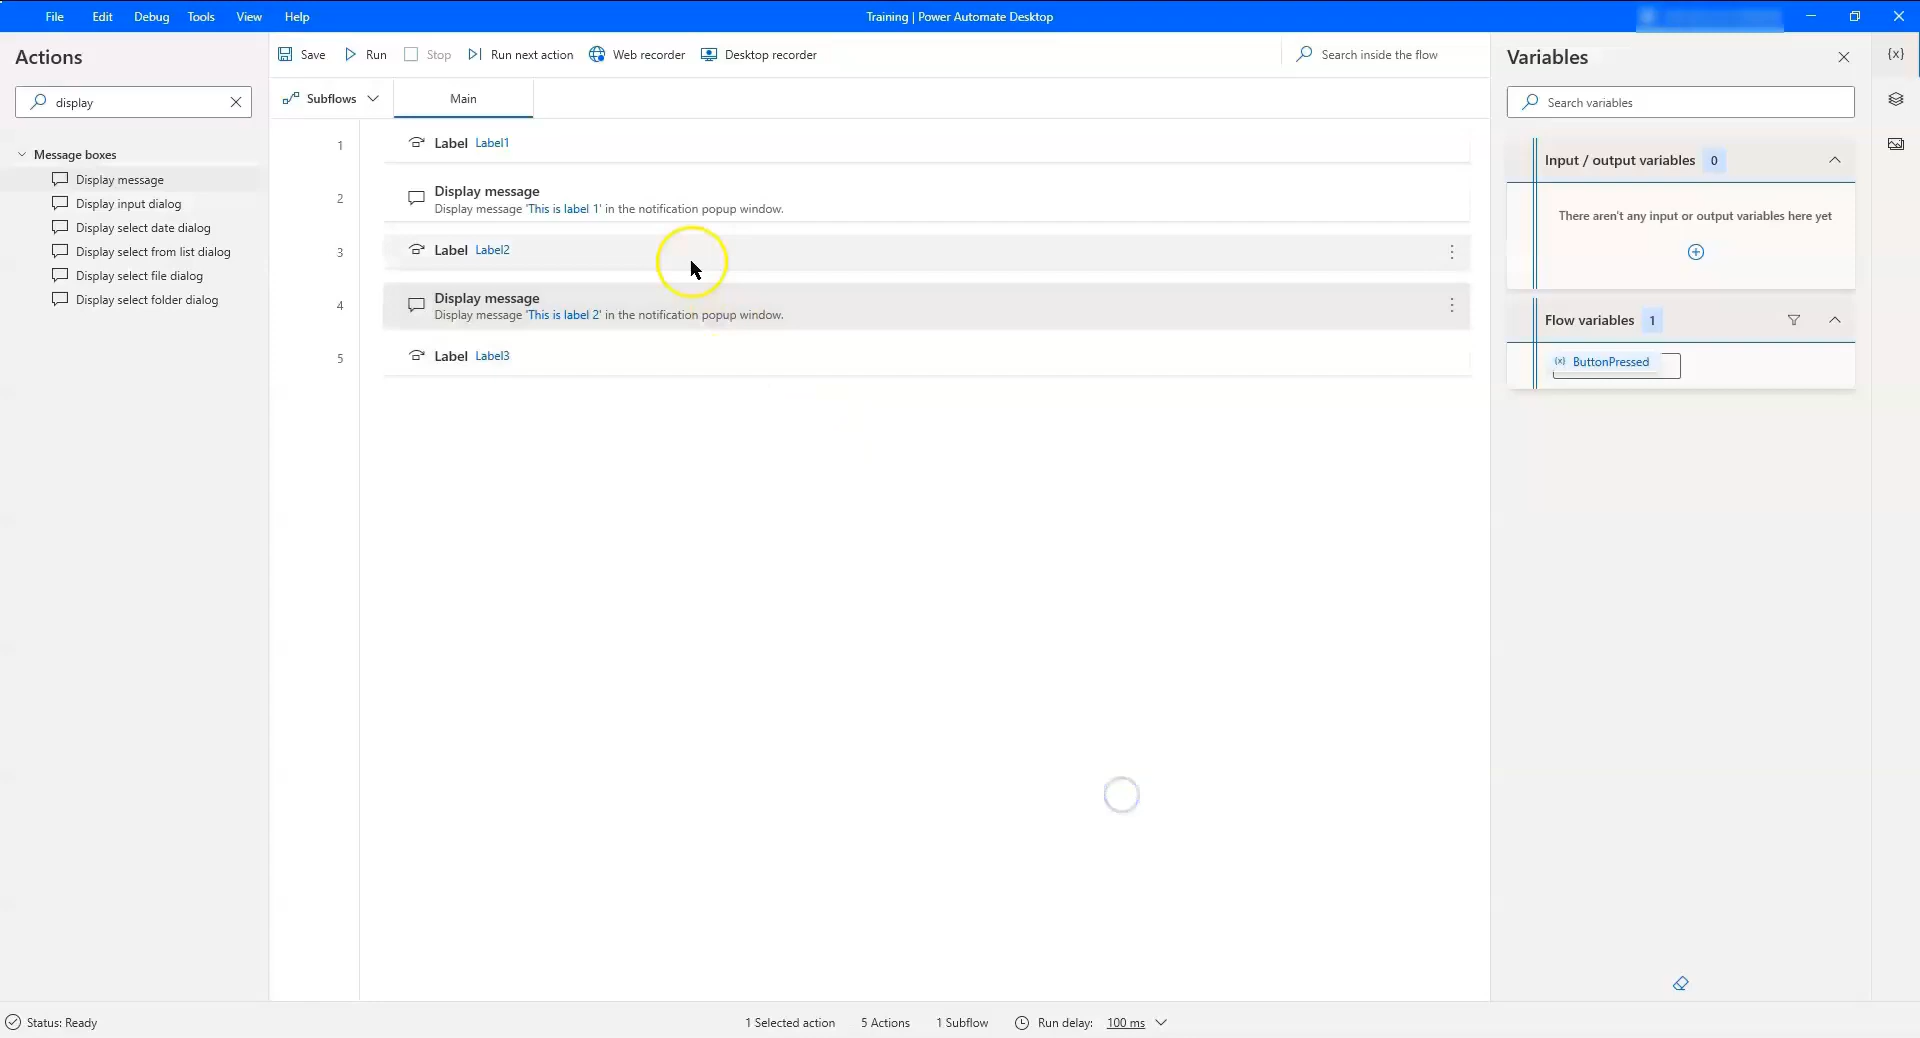 File Edit Debug Tools View Help
Training | Power Automate Desktop
Actions
display
Message boxes
Display message
Display input dialog
Display select date dialog
Display select from list dialog
Display select file dialog
Display select folder dialog
Save Run Stop Run next action Web recorder Desktop recorder
Search inside the flow
Subflows Main
1 Label Label1
2 Display message
Display message 'This is label 1' in the notification popup window.
3 Label Label2
4 Display message
Display message 'This is label 2' in the notification popup window.
5 Label Label3
Variables
{x}
Search variables
Input / output variables 0
There aren't any input or output variables here yet
Flow variables 1
(x) ButtonPressed
Status: Ready
1 Selected action 5 Actions 1 Subflow Run delay: 100 ms